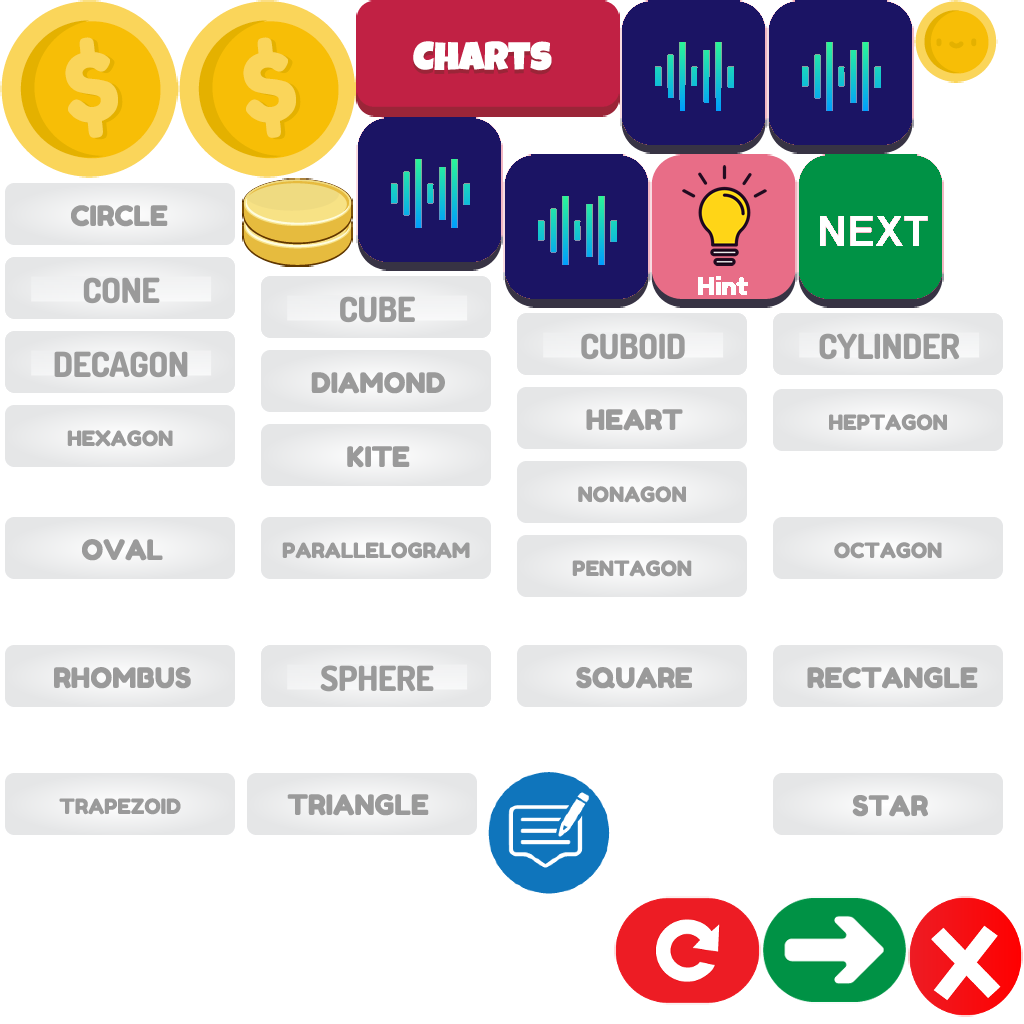 $
$
CHARTS
CIRCLE
NEXT
Hint
CONE
CUBE
CUBOID
CYLINDER
DECAGON
DIAMOND
HEART
HEPTAGON
HEXAGON
KITE
NONAGON
OVAL
PARALLELOGRAM
PENTAGON
OCTAGON
RHOMBUS
SPHERE
SQUARE
RECTANGLE
TRAPEZOID
TRIANGLE
STAR